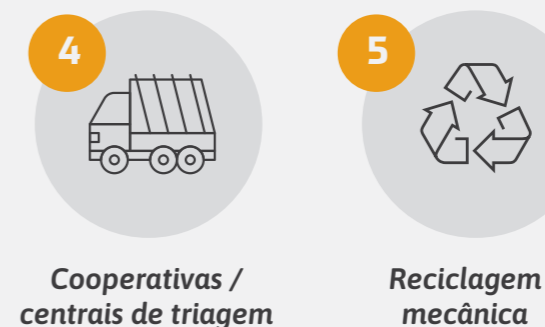 4
Cooperativas /
centrais de triagem
5
Reciclagem
mecânica